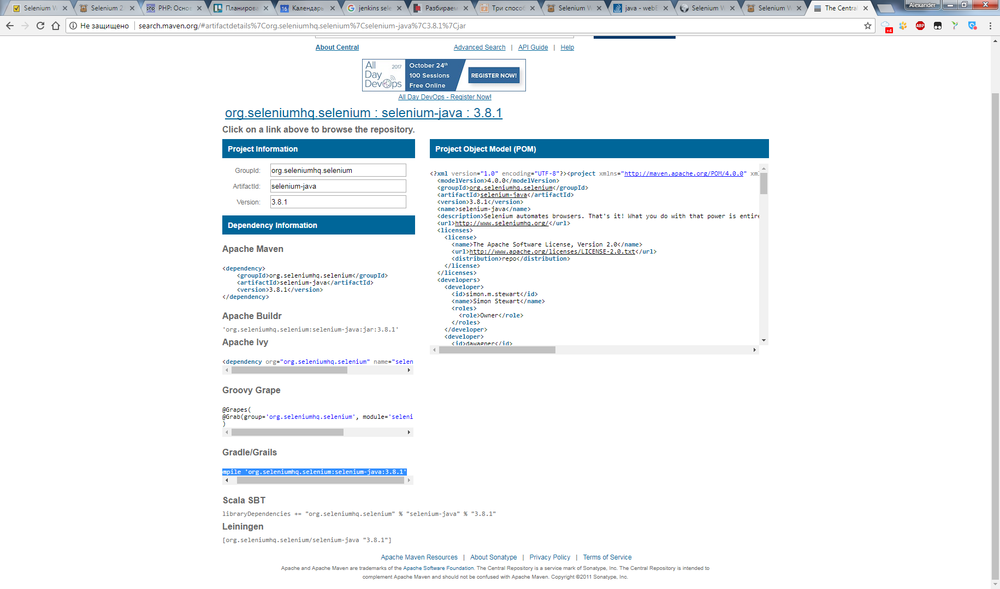 Selenium W
Selenium 2
PHP: Осно
Планирова
Календарь
jenkins sele
Разбираем
Три способ
Selenium W
java - webE
Selenium W
Selenium W
The Central
Alexander
Не защищено
search.maven.org/#artifactdetails%7Corg.seleniumhq.selenium%7Cselenium-java%7C3.8.1%7Cjar
+4
ABP
About Central
Advanced Search | API Guide | Help
All Day DevOps 2017
October 24th
100 Sessions
Free Online
REGISTER NOW!
All Day DevOps - Register Now!
org.seleniumhq.selenium : selenium-java : 3.8.1
Click on a link above to browse the repository.
Project Information
GroupId: org.seleniumhq.selenium
ArtifactId: selenium-java
Version: 3.8.1
Dependency Information
Apache Maven
<dependency>
<groupId>org.seleniumhq.selenium</groupId>
<artifactId>selenium-java</artifactId>
<version>3.8.1</version>
</dependency>
Apache Buildr
'org.seleniumhq.selenium:selenium-java:jar:3.8.1'
Apache Ivy
<dependency org="org.seleniumhq.selenium" name="selen
Groovy Grape
@Grapes(
@Grab(group='org.seleniumhq.selenium', module='seleni
)
Gradle/Grails
ompile 'org.seleniumhq.selenium:selenium-java:3.8.1'
Scala SBT
libraryDependencies += "org.seleniumhq.selenium" % "selenium-java" % "3.8.1"
Leiningen
[org.seleniumhq.selenium/selenium-java "3.8.1"]
Project Object Model (POM)
<?xml version="1.0" encoding="UTF-8"?><project xmlns="http://maven.apache.org/POM/4.0.0" xml
<modelVersion>4.0.0</modelVersion>
<groupId>org.seleniumhq.selenium</groupId>
<artifactId>selenium-java</artifactId>
<version>3.8.1</version>
<name>selenium-java</name>
<description>Selenium automates browsers. That's it! What you do with that power is entire
<url>http://www.seleniumhq.org/</url>
<licenses>
<license>
<name>The Apache Software License, Version 2.0</name>
<url>http://www.apache.org/licenses/LICENSE-2.0.txt</url>
<distribution>repo</distribution>
</license>
</licenses>
<developers>
<developer>
<id>simon.m.stewart</id>
<name>Simon Stewart</name>
<roles>
<role>Owner</role>
</roles>
</developer>
<developer>
<id>dawagner</id>
Apache Maven Resources | About Sonatype | Privacy Policy | Terms of Service
Apache and Apache Maven are trademarks of the Apache Software Foundation. The Central Repository is a service mark of Sonatype, Inc. The Central Repository is intended to
complement Apache Maven and should not be confused with Apache Maven. Copyright ©2011 Sonatype, Inc.